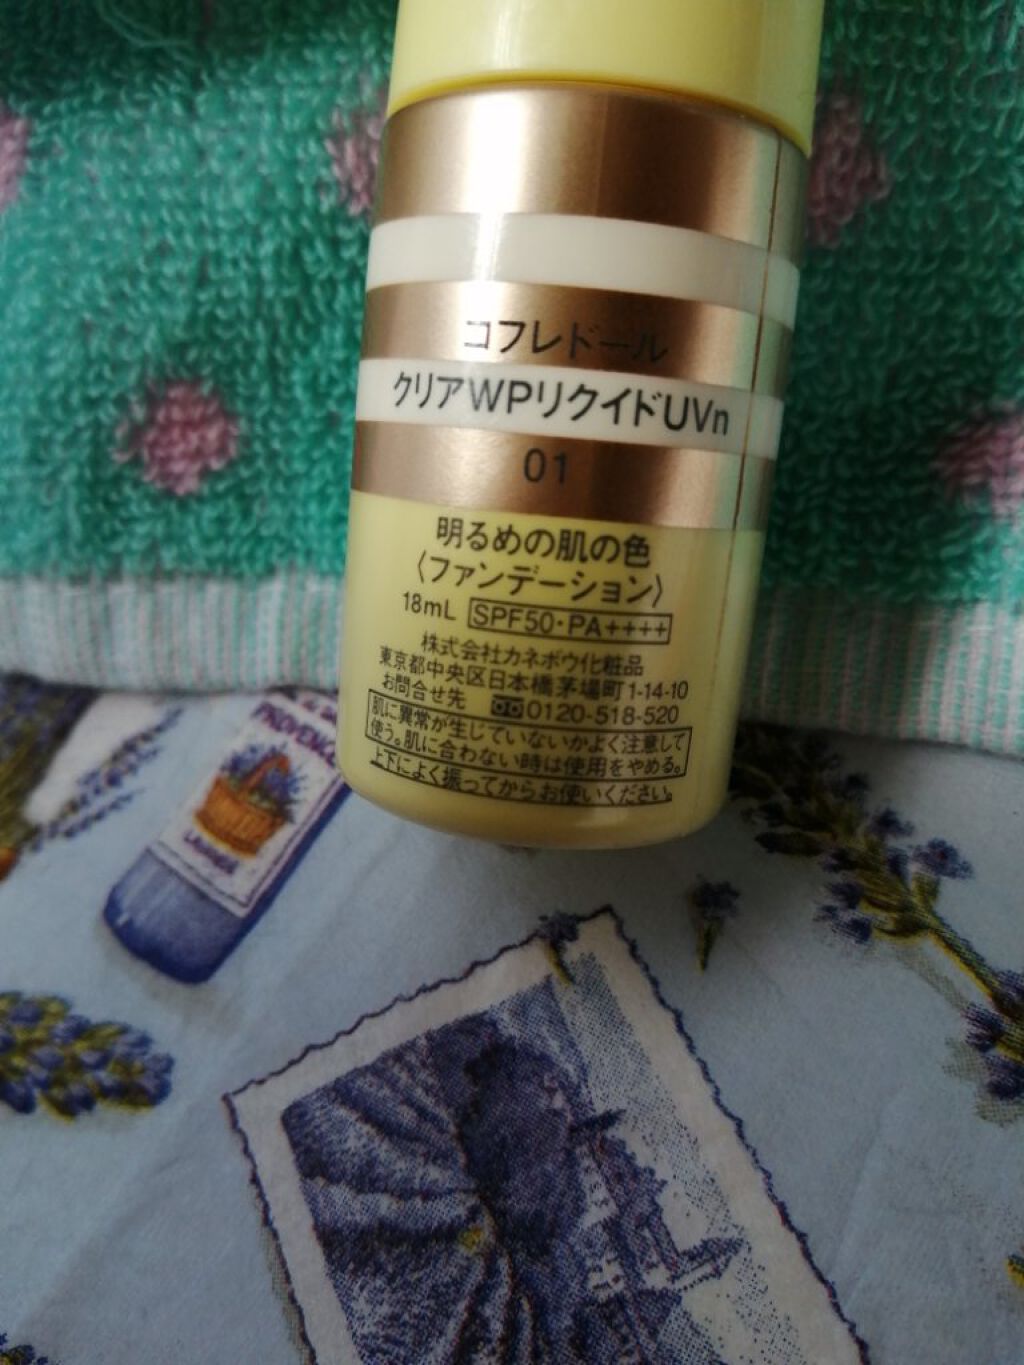 コフレドール
クリアWPリクイドUVn
01
明るめの肌の色
〈ファンデーション〉
18mL SPF50・PA++++
株式会社カネボウ化粧品
東京都中央区日本橋茅場町1-14-10
お問合せ先 0120-518-520
肌に異常が生じていないかよく注意して
使う。肌に合わない時は使用をやめる。
上下によく振ってからお使いください。